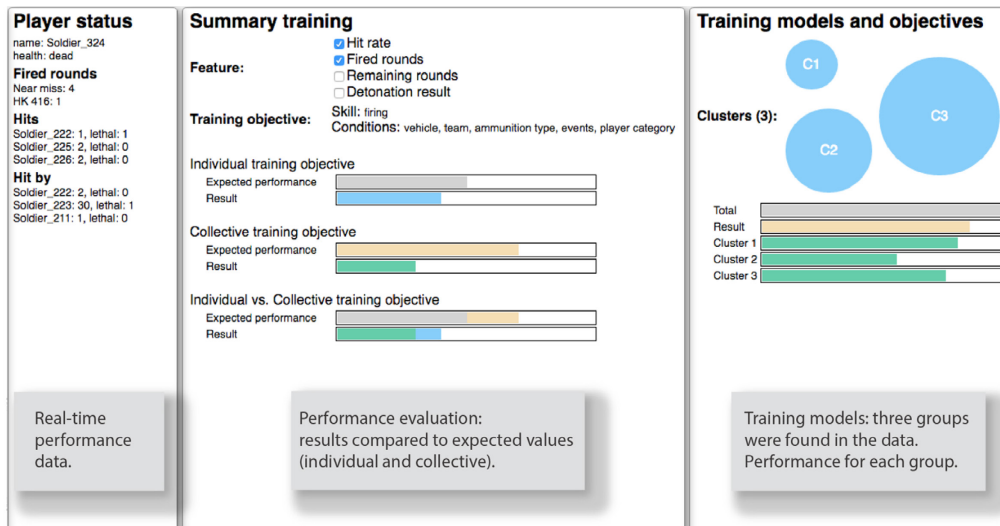 Player status
name: Soldier_324
health: dead
Fired rounds
Near miss: 4
HK 416: 1
Hits
Soldier_222: 1, lethal: 1
Soldier_225: 2, lethal: 0
Soldier_226: 2, lethal: 0
Hit by
Soldier_222: 2, lethal: 0
Soldier_223: 30, lethal: 1
Soldier_211: 1, lethal: 0
Real-time
performance
data.
Summary training
Feature:
Hit rate
Fired rounds
Remaining rounds
Detonation result
Training objective:
Skill: firing
Conditions: vehicle, team, ammunition type, events, player category
Individual training objective
Expected performance
Result
Collective training objective
Expected performance
Result
Individual vs. Collective training objective
Expected performance
Result
Performance evaluation:
results compared to expected values
(individual and collective).
Training models and objectives
Clusters (3):
C1
C2
C3
Total
Result
Cluster 1
Cluster 2
Cluster 3
Training models: three groups
were found in the data.
Performance for each group.